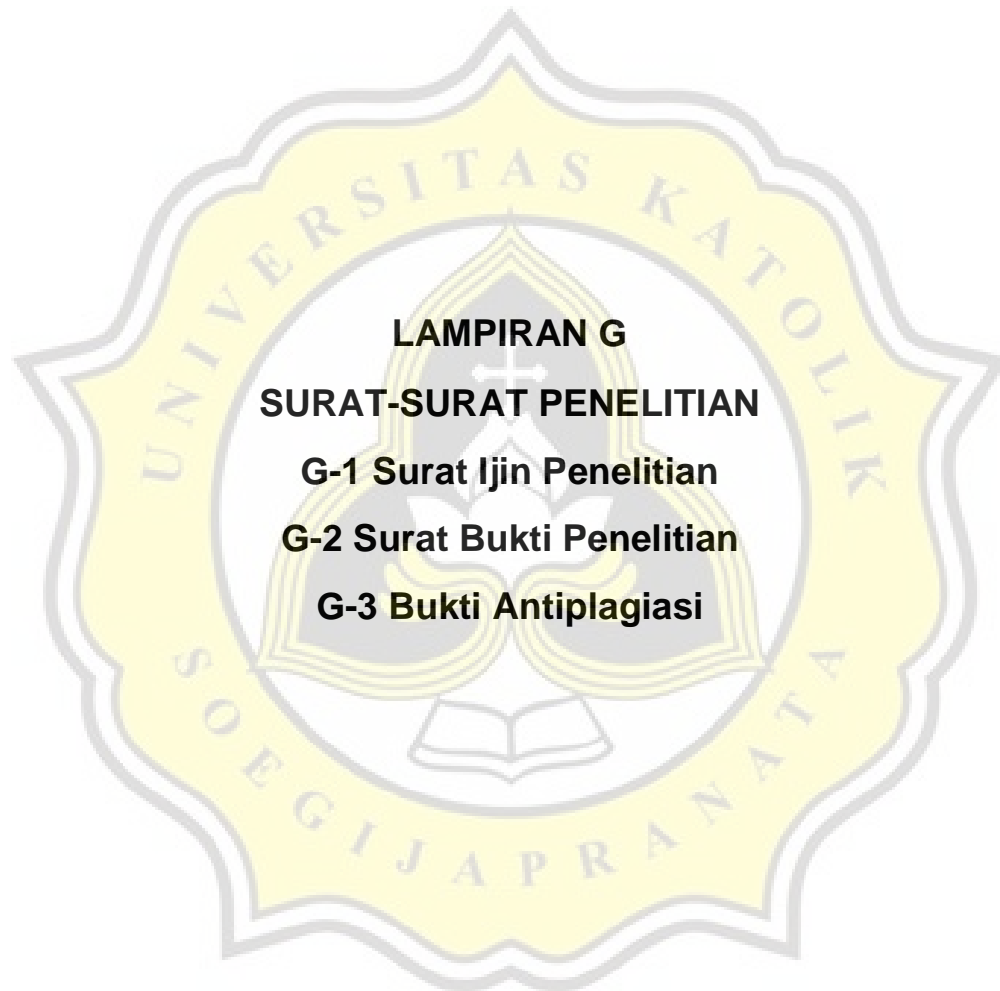 UNIVERSITAS KATOLIK
LAMPIRAN G
SURAT-SURAT PENELITIAN
G-1 Surat Ijin Penelitian
G-2 Surat Bukti Penelitian
G-3 Bukti Antiplagiasi
SOEGIJAPRANATA